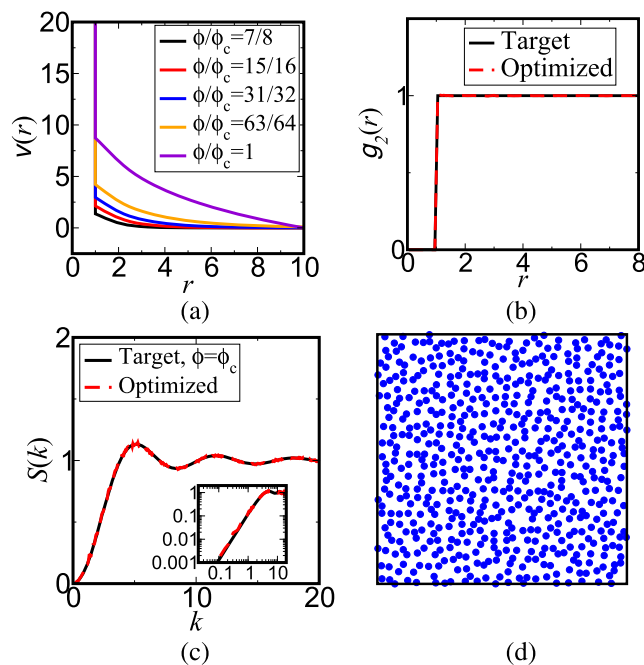 20
15
10
5
0
v(r)
ϕ/ϕc=7/8
ϕ/ϕc=15/16
ϕ/ϕc=31/32
ϕ/ϕc=63/64
ϕ/ϕc=1
0 2 4 6 8 10
r
(a)
1
0
g2(r)
Target
Optimized
0 2 4 6 8
r
(b)
2
1
0
S(k)
Target, ϕ=ϕc
Optimized
1
0.1
0.01
0.001
0.1 1 10
0 5 10 15 20
k
(c)
(d)